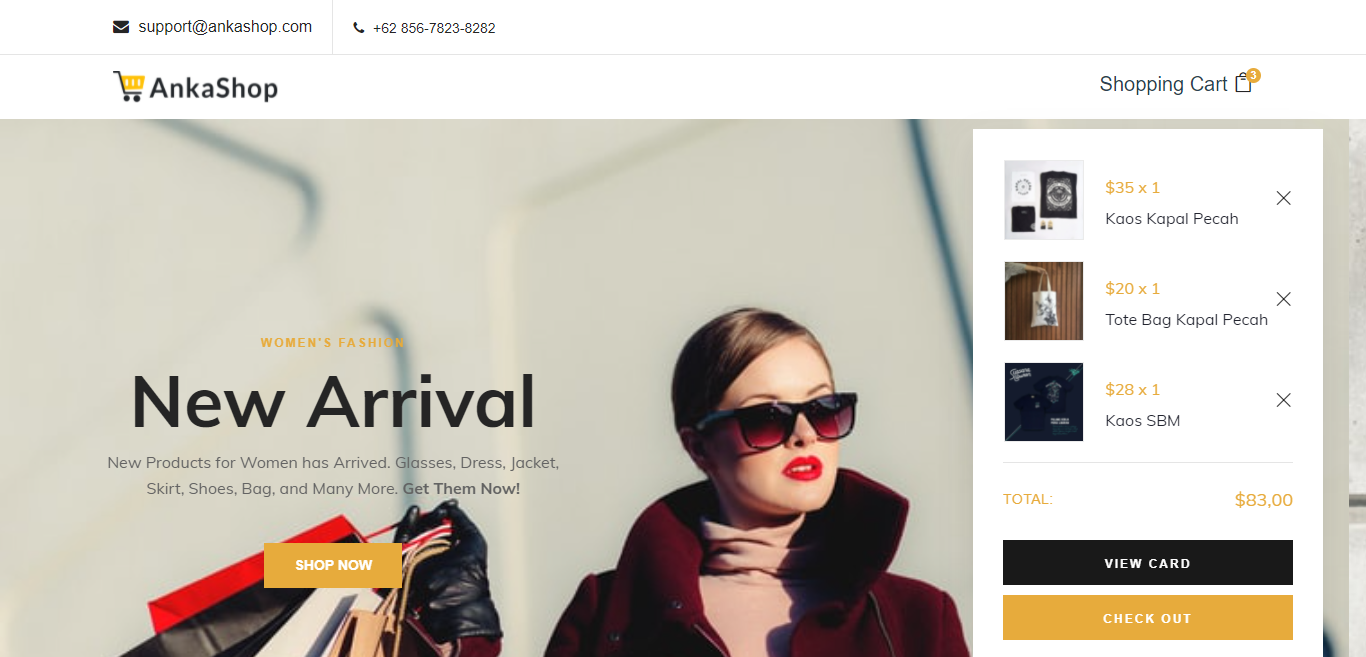 support@ankashop.com
+62 856-7823-8282
AnkaShop
Shopping Cart
3
WOMEN'S FASHION
New Arrival
New Products for Women has Arrived. Glasses, Dress, Jacket,
Skirt, Shoes, Bag, and Many More. Get Them Now!
SHOP NOW
$35 x 1
Kaos Kapal Pecah
$20 x 1
Tote Bag Kapal Pecah
$28 x 1
Kaos SBM
TOTAL:
$83,00
VIEW CARD
CHECK OUT